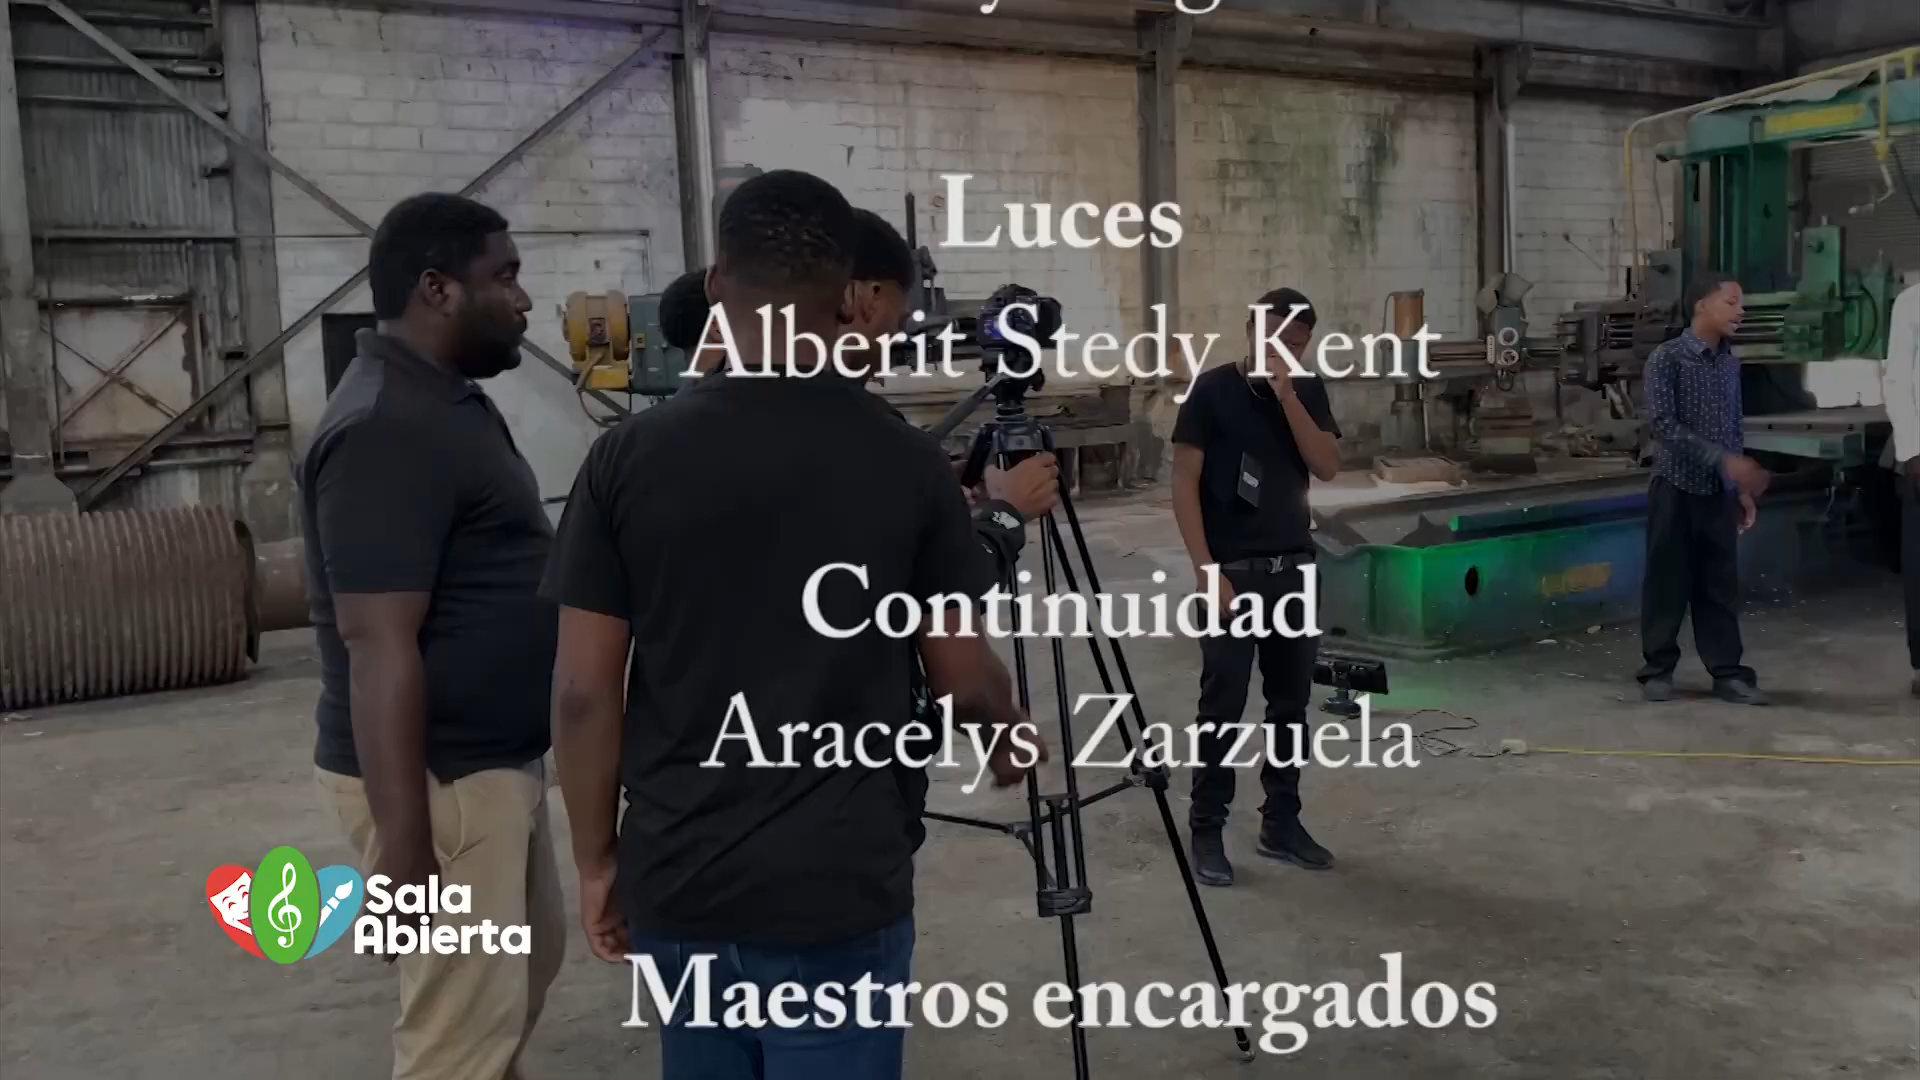 Luces
Alberit Stedy Kent
Continuidad
Aracelys Zarzuela
Sala
Abierta
Maestros encargados